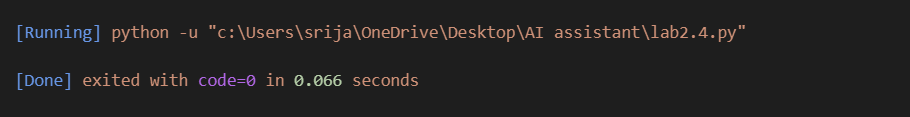 [Running] python -u "c:\Users\srija\OneDrive\Desktop\AI assistant\lab2.4.py"
[Done] exited with code=0 in 0.066 seconds